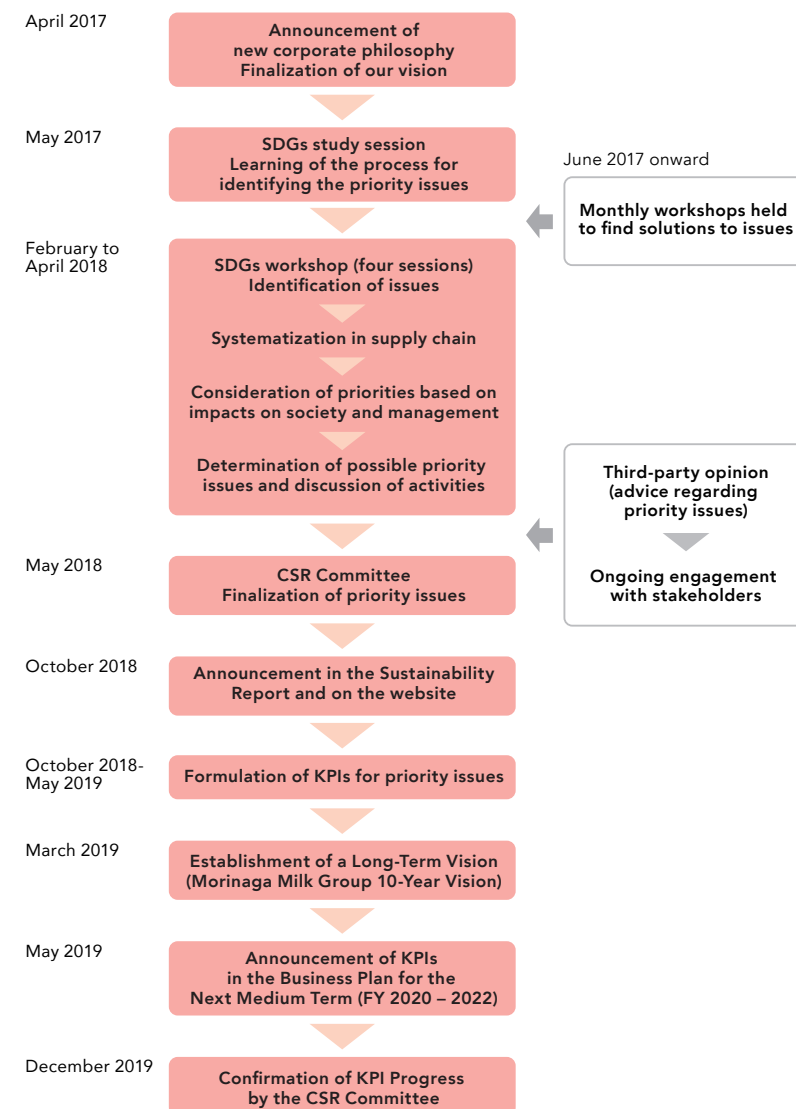 April 2017
Announcement of
new corporate philosophy
Finalization of our vision
May 2017
SDGs study session
Learning of the process for
identifying the priority issues
June 2017 onward
Monthly workshops held
to find solutions to issues
February to
April 2018
SDGs workshop (four sessions)
Identification of issues
Systematization in supply chain
Consideration of priorities based on
impacts on society and management
Determination of possible priority
issues and discussion of activities
Third-party opinion
(advice regarding
priority issues)
Ongoing engagement
with stakeholders
May 2018
CSR Committee
Finalization of priority issues
October 2018
Announcement in the Sustainability
Report and on the website
October 2018-
May 2019
Formulation of KPIs for priority issues
March 2019
Establishment of a Long-Term Vision
(Morinaga Milk Group 10-Year Vision)
May 2019
Announcement of KPIs
in the Business Plan for the
Next Medium Term (FY 2020 – 2022)
December 2019
Confirmation of KPI Progress
by the CSR Committee